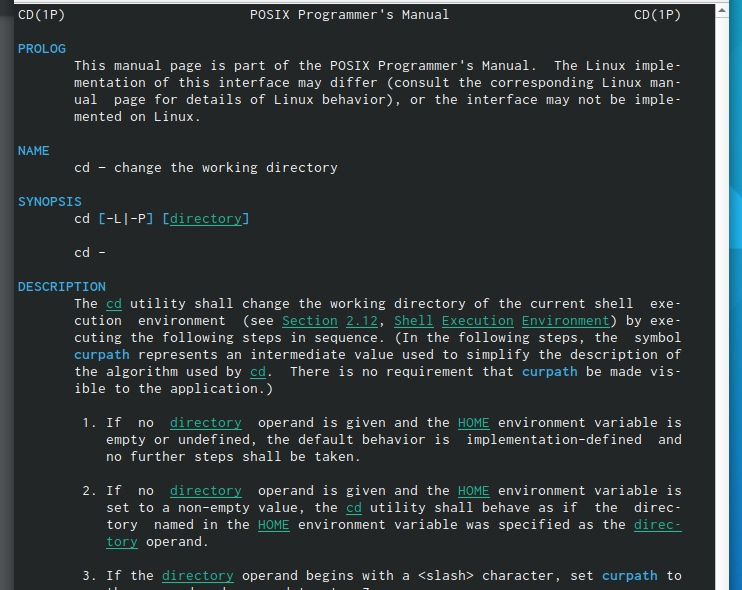 CD(1P) POSIX Programmer's Manual CD(1P)
PROLOG
This manual page is part of the POSIX Programmer's Manual. The Linux imple-
mentation of this interface may differ (consult the corresponding Linux man-
ual page for details of Linux behavior), or the interface may not be imple-
mented on Linux.
NAME
cd – change the working directory
SYNOPSIS
cd [-L|-P] [directory]
cd -
DESCRIPTION
The cd utility shall change the working directory of the current shell exe-
cution environment (see Section 2.12, Shell Execution Environment) by exe-
cuting the following steps in sequence. (In the following steps, the symbol
curpath represents an intermediate value used to simplify the description of
the algorithm used by cd. There is no requirement that curpath be made vis-
ible to the application.)
1. If no directory operand is given and the HOME environment variable is
empty or undefined, the default behavior is implementation-defined and
no further steps shall be taken.
2. If no directory operand is given and the HOME environment variable is
set to a non-empty value, the cd utility shall behave as if the direc-
tory named in the HOME environment variable was specified as the direc-
tory operand.
3. If the directory operand begins with a <slash> character, set curpath to